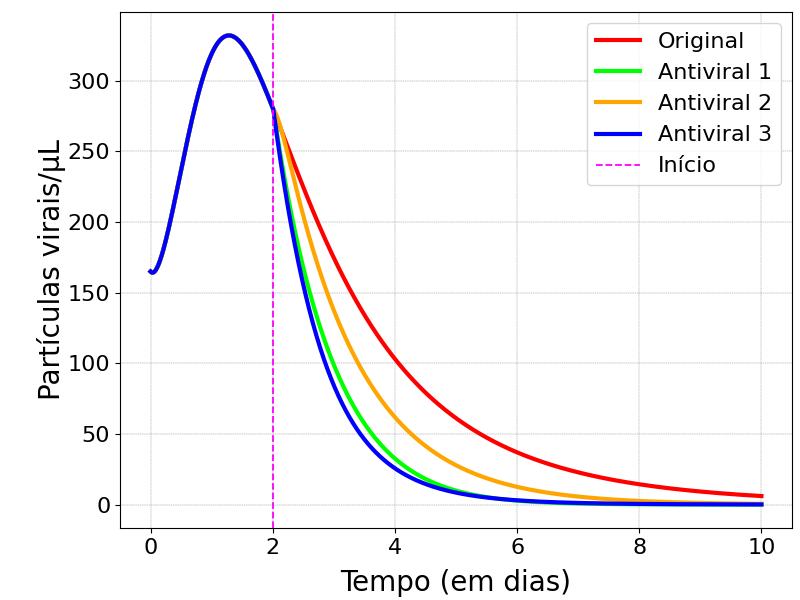 Partículas virais/µL
300
250
200
150
100
50
0
0 2 4 6 8 10
Tempo (em dias)
Original
Antiviral 1
Antiviral 2
Antiviral 3
Início